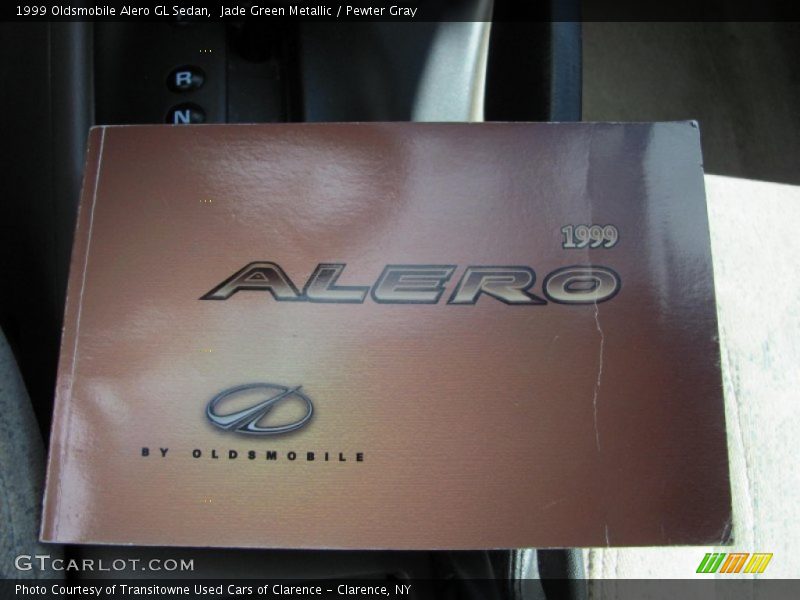 1999 Oldsmobile Alero GL Sedan,  Jade Green Metallic / Pewter Gray
R
N
1999
ALERO
BY OLDSMOBILE
GTCARLOT.COM
Photo Courtesy of Transitowne Used Cars of Clarence - Clarence, NY